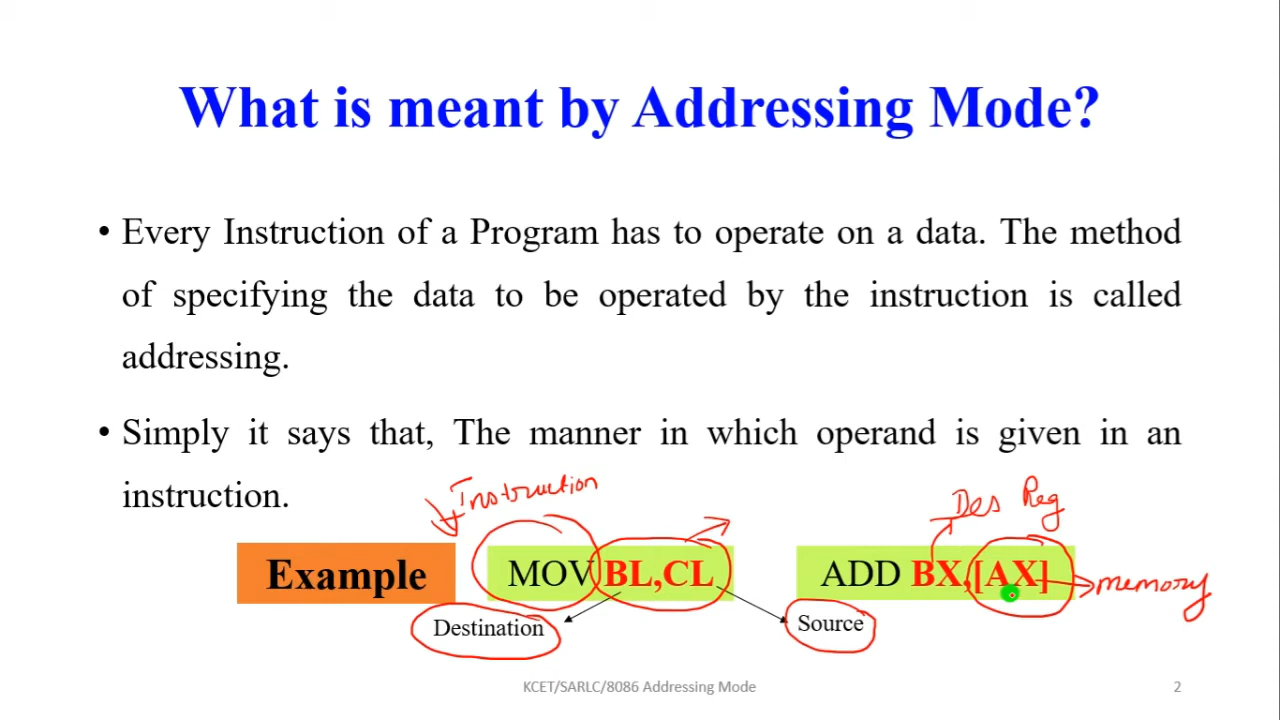 What is meant by Addressing Mode?
• Every Instruction of a Program has to operate on a data. The method
of specifying the data to be operated by the instruction is called
addressing.
• Simply it says that, The manner in which operand is given in an
instruction.
Instruction
Des Reg
Example
MOV BL,CL
ADD BX,[AX]
memory
Destination
Source
KCET/SARLC/8086 Addressing Mode
2